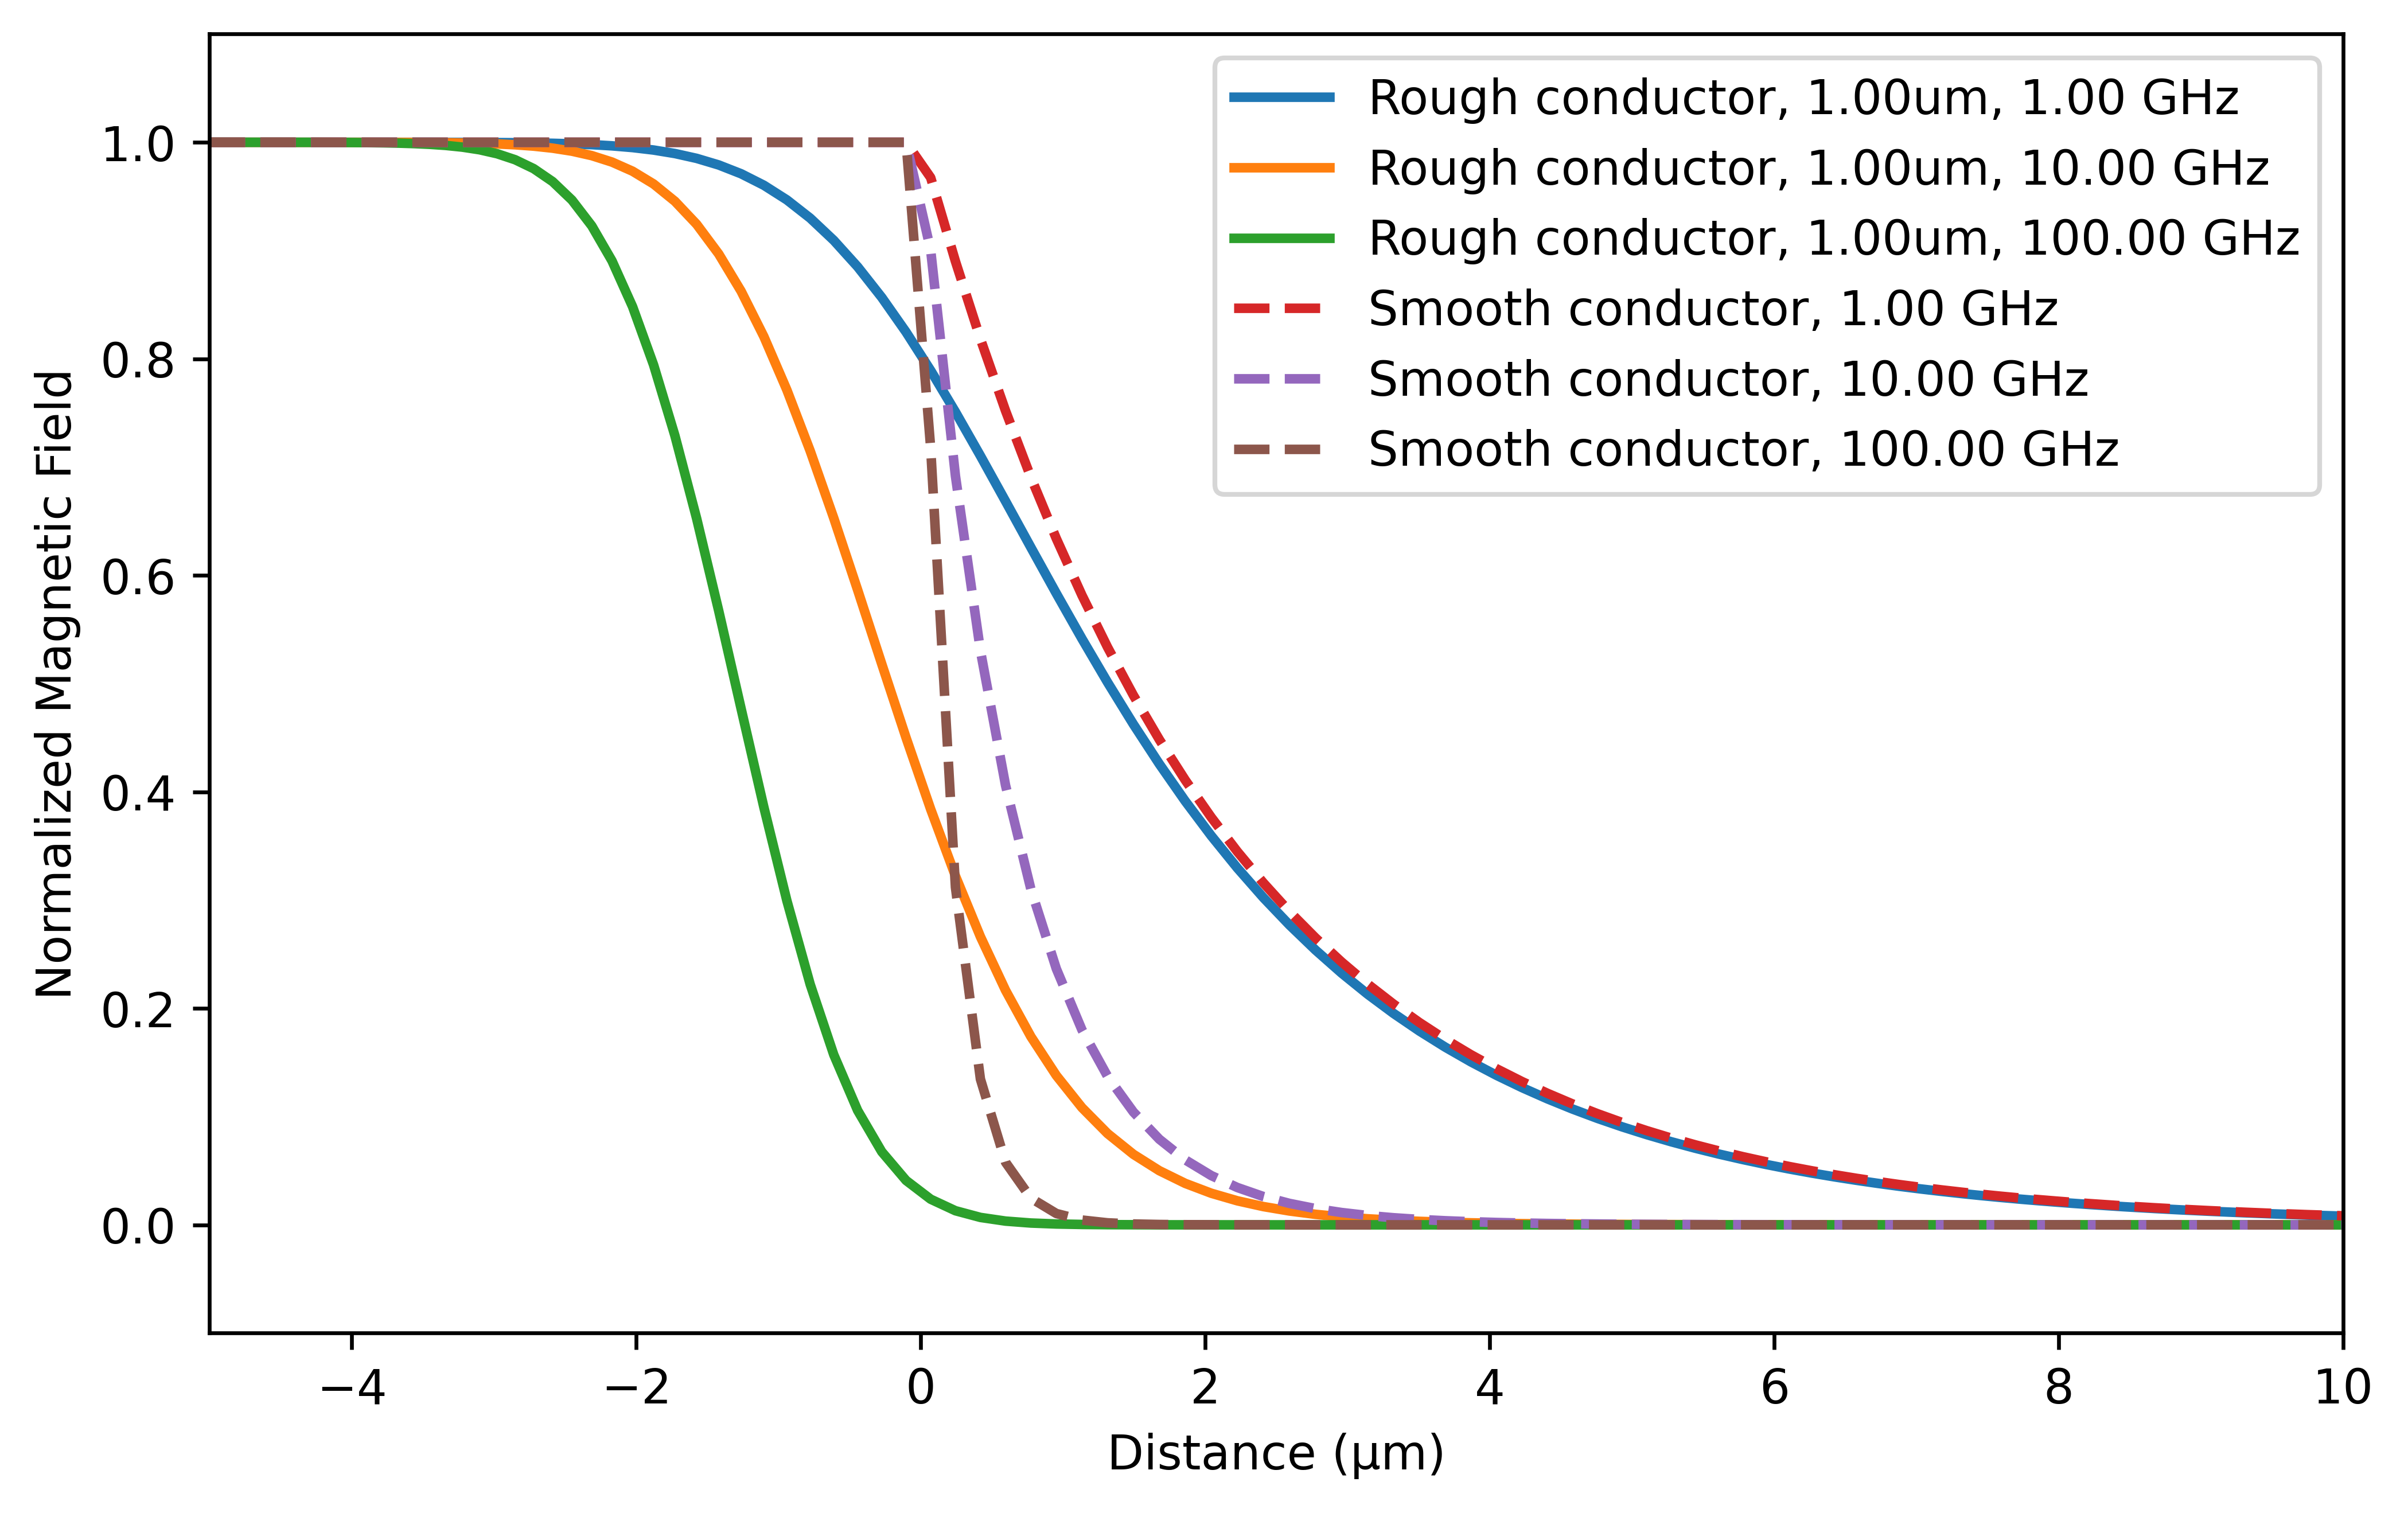 Rough conductor, 1.00um, 1.00 GHz
Rough conductor, 1.00um, 10.00 GHz
Rough conductor, 1.00um, 100.00 GHz
Smooth conductor, 1.00 GHz
Smooth conductor, 10.00 GHz
Smooth conductor, 100.00 GHz
Normalized Magnetic Field
1.0
0.8
0.6
0.4
0.2
0.0
−4 −2 0 2 4 6 8 10
Distance (μm)